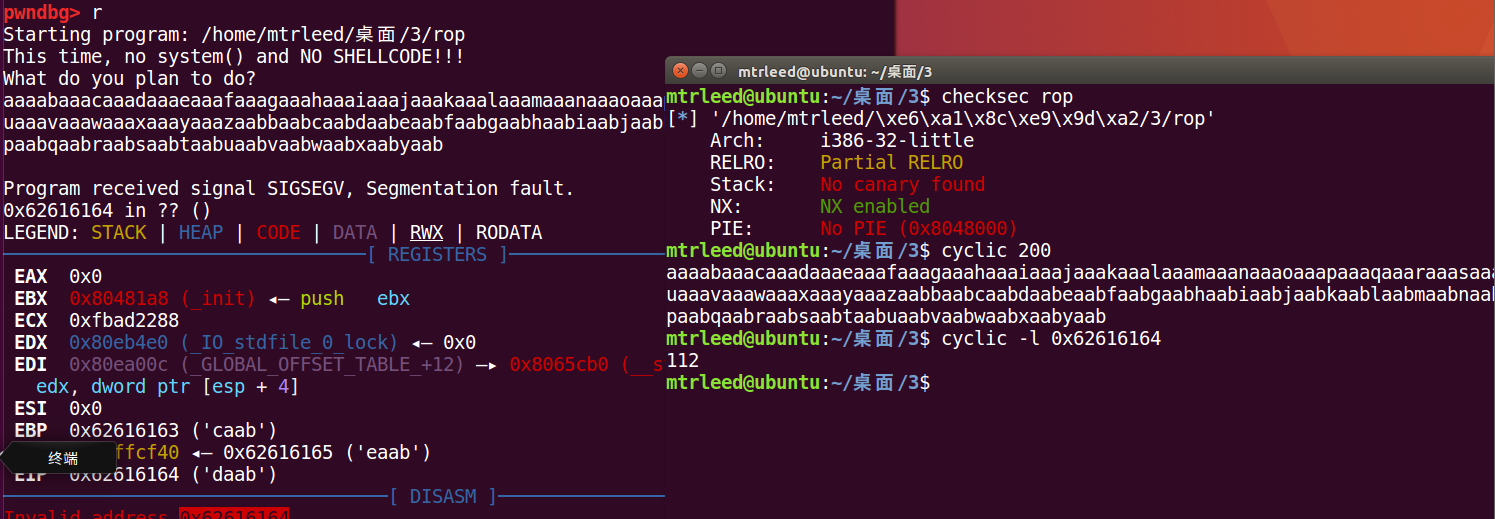 pwndbg> r
Starting program: /home/mtrleed/桌面/3/rop
This time, no system() and NO SHELLCODE!!!
What do you plan to do?
aaaabaaacaaadaaaeaaafaaagaaahaaaiaaajaaakaaalaaamaaanaaaoaaa
uaaavaaawaaaxaaayaaazaabbaabcaabdaabeaabfaabgaabhaabiaabjaab
paabqaabraabsaabtaabuaabvaabwaabxaabyaab
Program received signal SIGSEGV, Segmentation fault.
0x62616164 in ?? ()
LEGEND: STACK | HEAP | CODE | DATA | RWX | RODATA
[ REGISTERS ]
EAX 0x0
EBX 0x80481a8 (_init) ◂— push ebx
ECX 0xfbad2288
EDX 0x80eb4e0 (_IO_stdfile_0_lock) ◂— 0x0
EDI 0x80ea00c (_GLOBAL_OFFSET_TABLE_+12) —▸ 0x8065cb0 (__s
edx, dword ptr [esp + 4]
ESI 0x0
EBP 0x62616163 ('caab')
ffcf40 ◂— 0x62616165 ('eaab')
终端
EIP 0x62616164 ('daab')
[ DISASM ]
Invalid address 0x62616164
mtrleed@ubuntu: ~/桌面/3
mtrleed@ubuntu:~/桌面/3$ checksec rop
[*] '/home/mtrleed/\xe6\xa1\x8c\xe9\x9d\xa2/3/rop'
Arch: i386-32-little
RELRO: Partial RELRO
Stack: No canary found
NX: NX enabled
PIE: No PIE (0x8048000)
mtrleed@ubuntu:~/桌面/3$ cyclic 200
aaaabaaacaaadaaaeaaafaaagaaahaaaiaaajaaakaaalaaamaaanaaaoaaapaaaqaaaraaasaaa
uaaavaaawaaaxaaayaaazaabbaabcaabdaabeaabfaabgaabhaabiaabjaabkaablaabmaabnaab
paabqaabraabsaabtaabuaabvaabwaabxaabyaab
mtrleed@ubuntu:~/桌面/3$ cyclic -l 0x62616164
112
mtrleed@ubuntu:~/桌面/3$